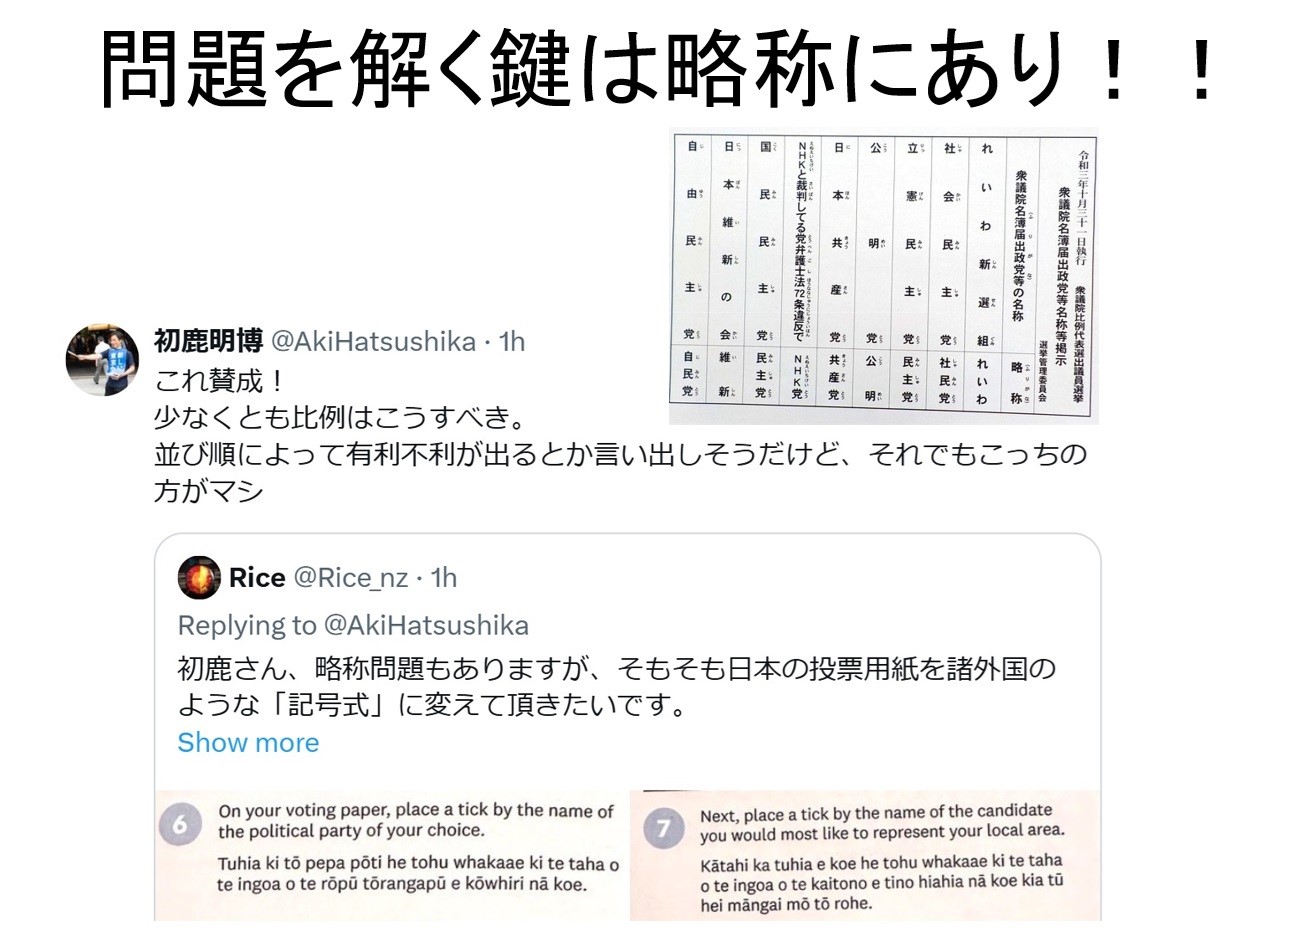 問題を解く鍵は略称にあり！！
令和三年十月三十一日執行 衆議院比例代表選出議員選挙
衆議院名簿届出政党等名称等掲示
選挙管理委員会
衆議院名簿届出政党等の名称 略称
れいわ新選組 れいわ
社会民主党 社民党
立憲民主党 民主党
公明党 公明
日本共産党 共産党
NHKと裁判してる党弁護士法72条違反で NHK党
国民民主党 民主党
日本維新の会 維新
自由民主党 自民党
初鹿明博 @AkiHatsushika · 1h
これ賛成！
少なくとも比例はこうすべき。
並び順によって有利不利が出るとか言い出しそうだけど、それでもこっちの
方がマシ
Rice @Rice_nz · 1h
Replying to @AkiHatsushika
初鹿さん、略称問題もありますが、そもそも日本の投票用紙を諸外国の
ような「記号式」に変えて頂きたいです。
Show more
6 On your voting paper, place a tick by the name of
the political party of your choice.
Tuhia ki tō pepa pōti he tohu whakaae ki te taha o
te ingoa o te rōpū tōrangapū e kōwhiri nā koe.
7 Next, place a tick by the name of the candidate
you would most like to represent your local area.
Kātahi ka tuhia e koe he tohu whakaae ki te taha
o te ingoa o te kaitono e tino hiahia nā koe kia tū
hei māngai mō tō rohe.